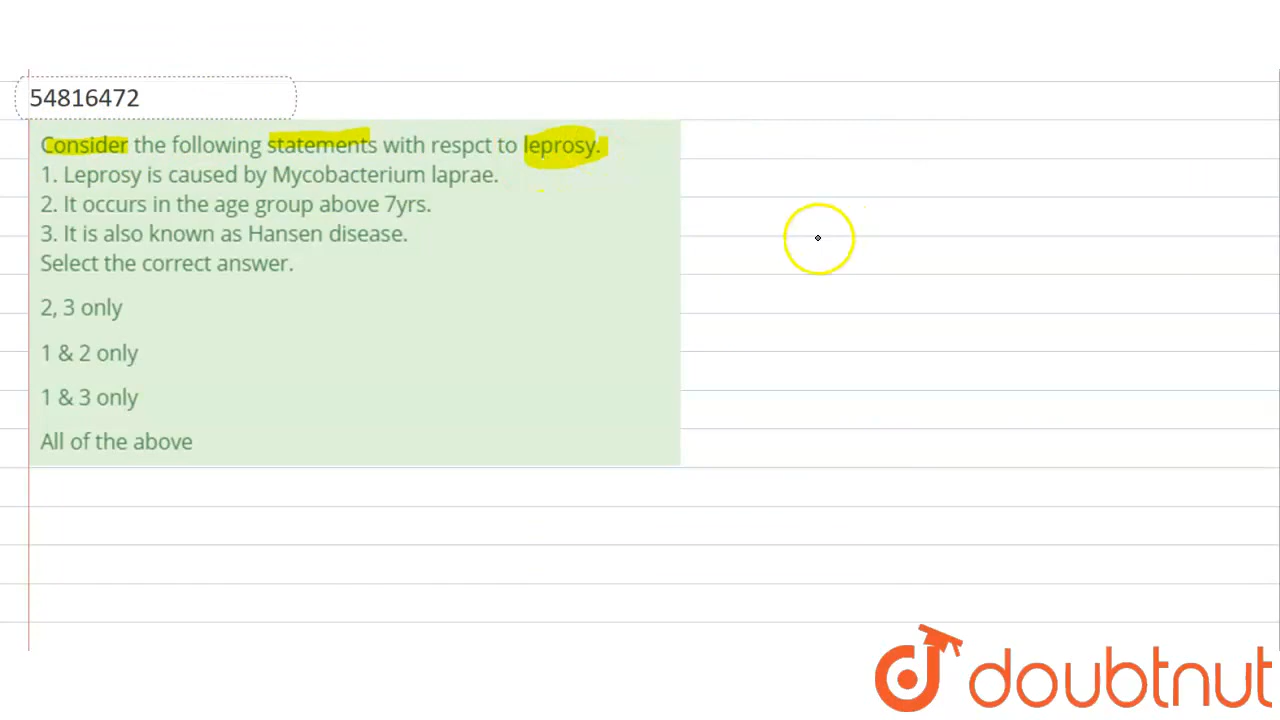 54816472
Consider the following statements with respct to leprosy.
1. Leprosy is caused by Mycobacterium laprae.
2. It occurs in the age group above 7yrs.
3. It is also known as Hansen disease.
Select the correct answer.
2, 3 only
1 & 2 only
1 & 3 only
All of the above
doubtnut